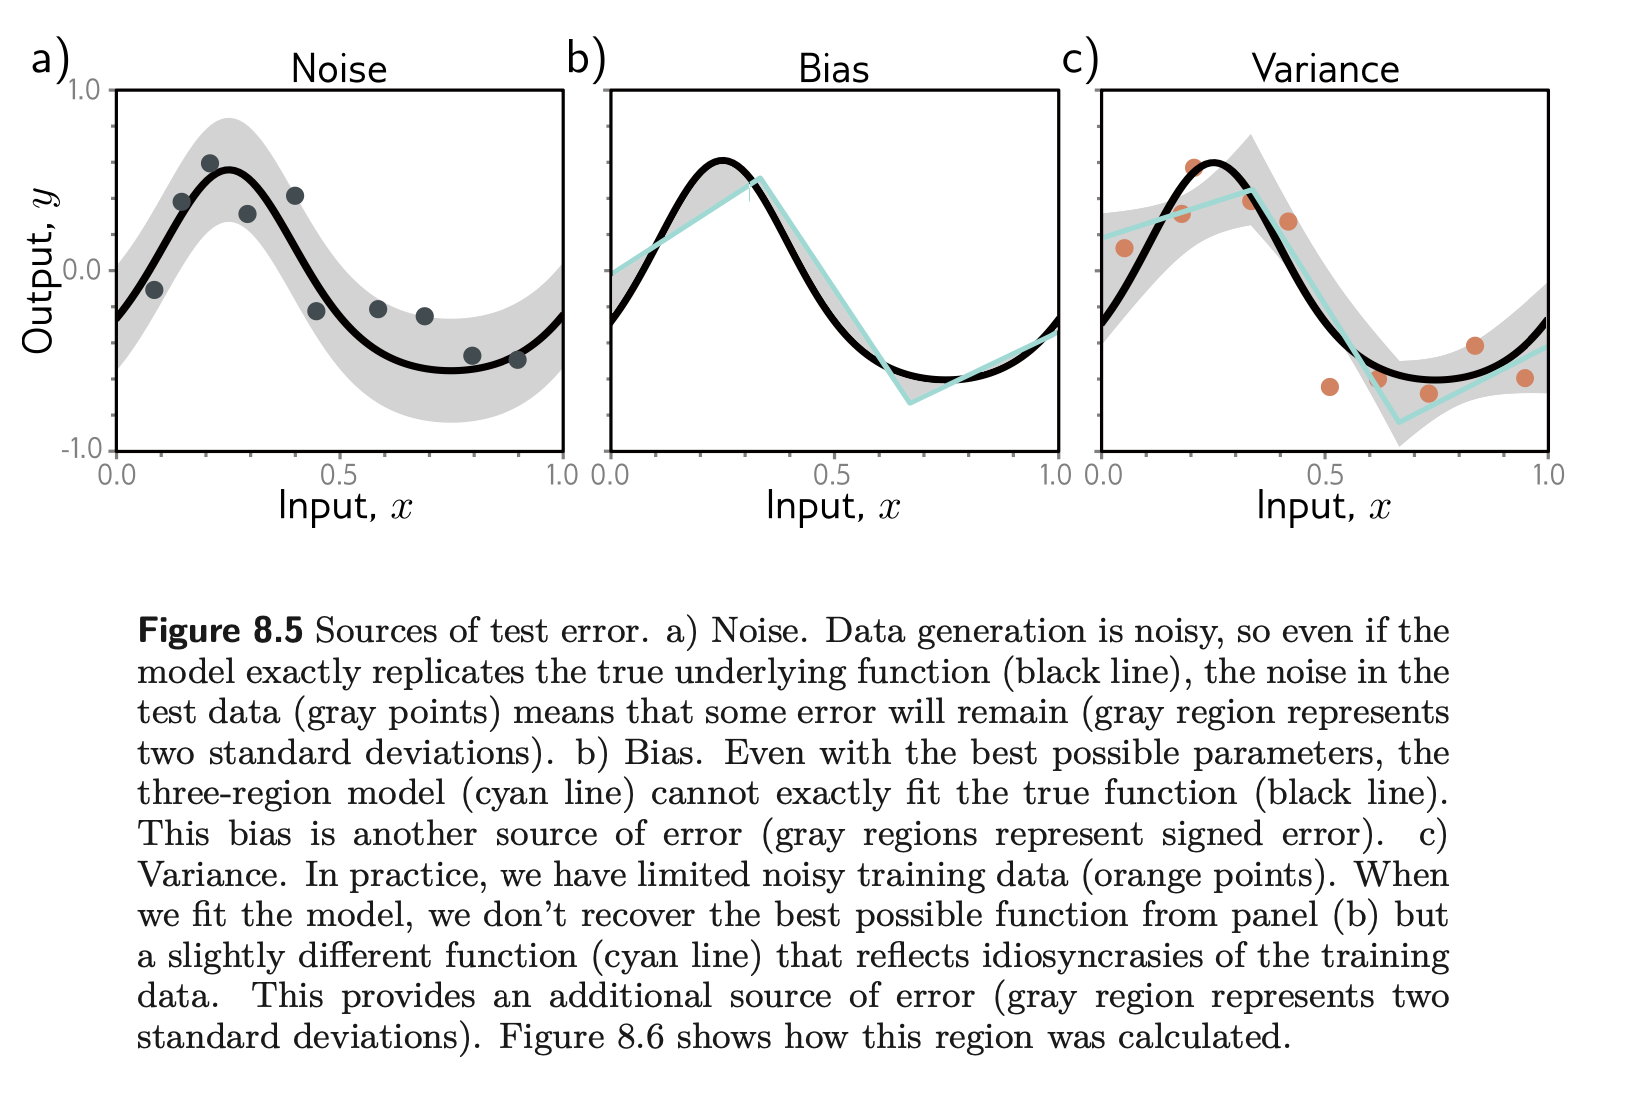 a) Noise
b) Bias
c) Variance
1.0
0.0
-1.0
Output, y
0.0 0.5 1.0
0.0 0.5 1.0
0.0 0.5 1.0
Input, x
Input, x
Input, x
Figure 8.5 Sources of test error. a) Noise. Data generation is noisy, so even if the
model exactly replicates the true underlying function (black line), the noise in the
test data (gray points) means that some error will remain (gray region represents
two standard deviations). b) Bias. Even with the best possible parameters, the
three-region model (cyan line) cannot exactly fit the true function (black line).
This bias is another source of error (gray regions represent signed error). c)
Variance. In practice, we have limited noisy training data (orange points). When
we fit the model, we don't recover the best possible function from panel (b) but
a slightly different function (cyan line) that reflects idiosyncrasies of the training
data. This provides an additional source of error (gray region represents two
standard deviations). Figure 8.6 shows how this region was calculated.